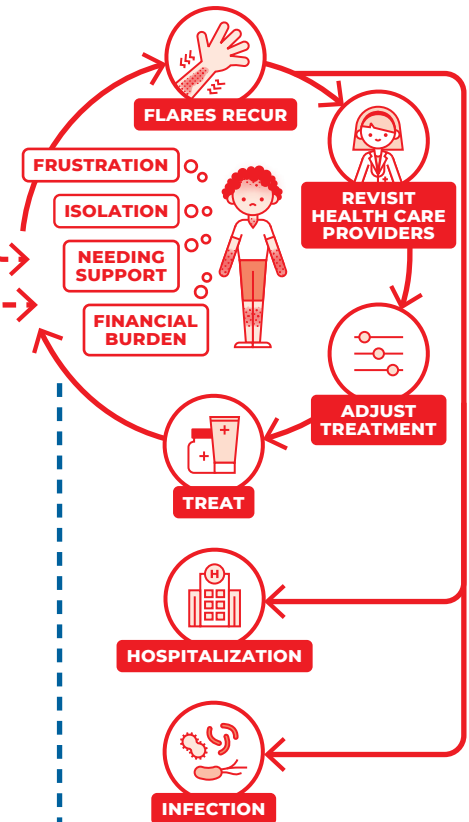 FLARES RECUR
FRUSTRATION
ISOLATION
NEEDING
SUPPORT
FINANCIAL
BURDEN
REVISIT
HEALTH CARE
PROVIDERS
ADJUST
TREATMENT
TREAT
H
HOSPITALIZATION
INFECTION